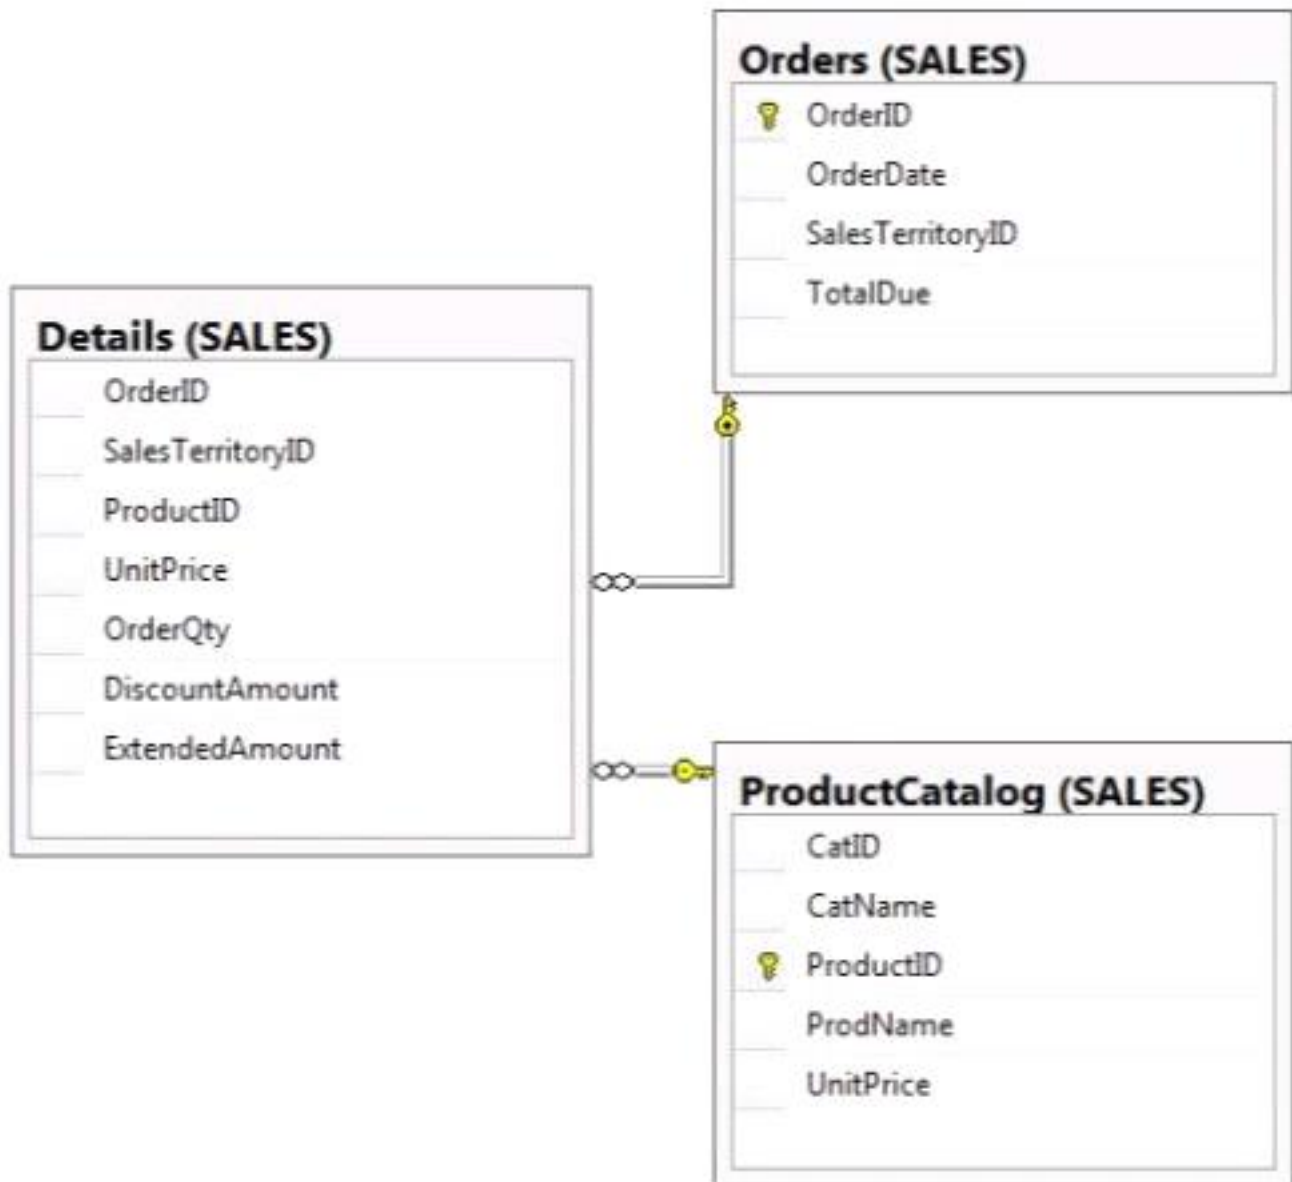 Orders (SALES)
OrderID
OrderDate
SalesTerritoryID
TotalDue
Details (SALES)
OrderID
SalesTerritoryID
ProductID
UnitPrice
OrderQty
DiscountAmount
ExtendedAmount
ProductCatalog (SALES)
CatID
CatName
ProductID
ProdName
UnitPrice